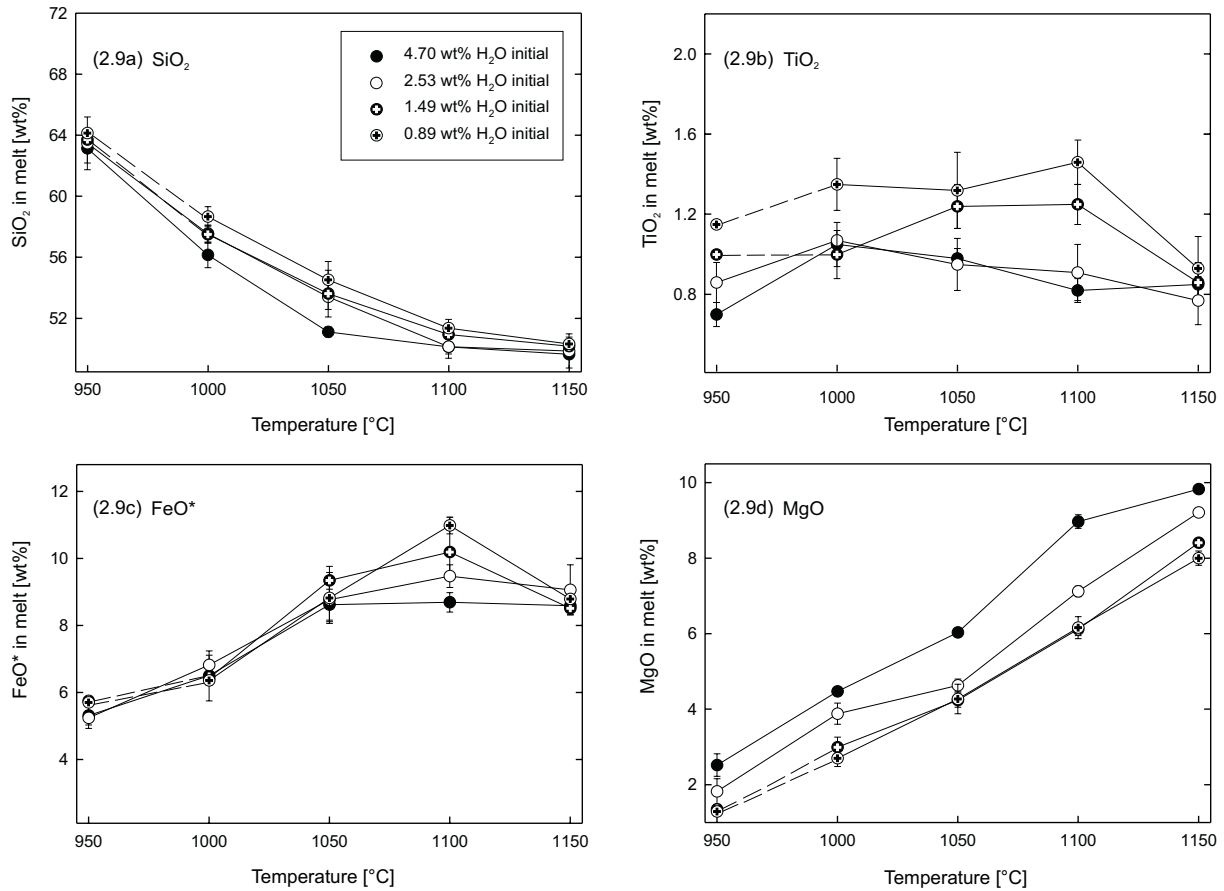 (2.9a) SiO₂
4.70 wt% H₂O initial
2.53 wt% H₂O initial
1.49 wt% H₂O initial
0.89 wt% H₂O initial
SiO₂ in melt [wt%]
72
68
64
60
56
52
950 1000 1050 1100 1150
Temperature [°C]
(2.9b) TiO₂
TiO₂ in melt [wt%]
2.0
1.6
1.2
0.8
950 1000 1050 1100 1150
Temperature [°C]
(2.9c) FeO*
FeO* in melt [wt%]
12
10
8
6
4
950 1000 1050 1100 1150
Temperature [°C]
(2.9d) MgO
MgO in melt [wt%]
10
8
6
4
2
950 1000 1050 1100 1150
Temperature [°C]